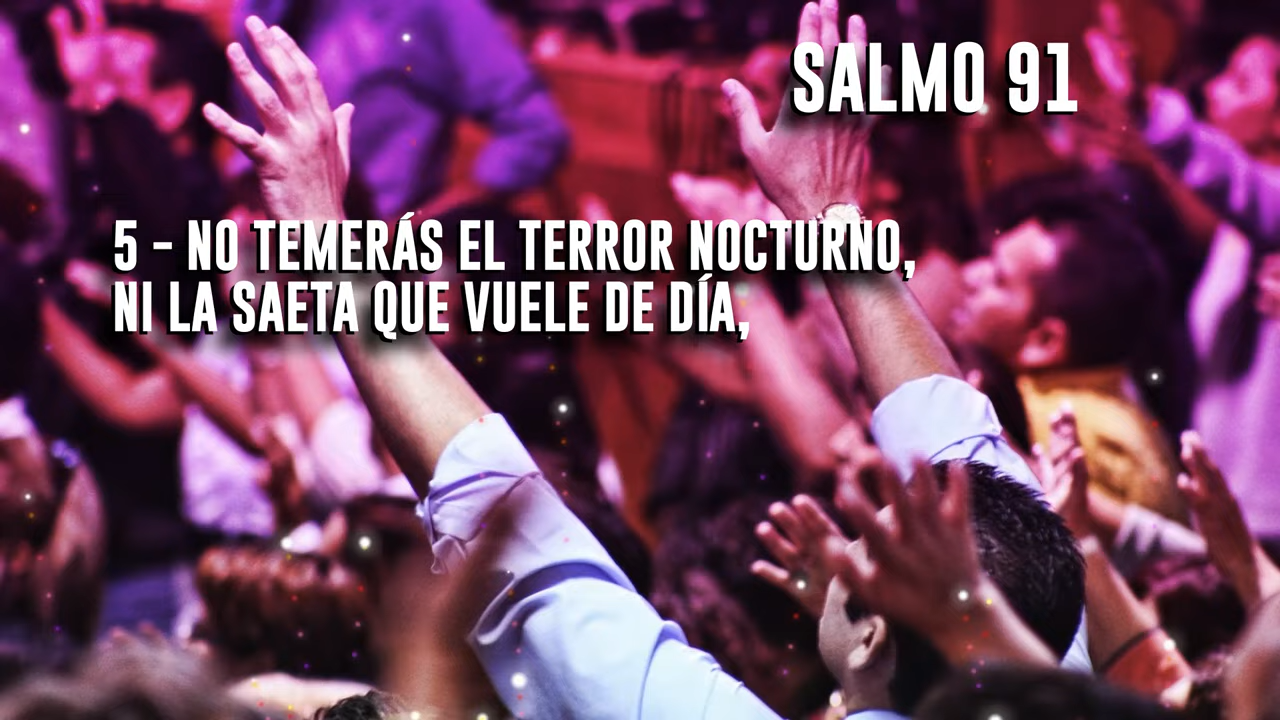 SALMO 91
5 - NO TEMERÁS EL TERROR NOCTURNO,
NI LA SAETA QUE VUELE DE DÍA,